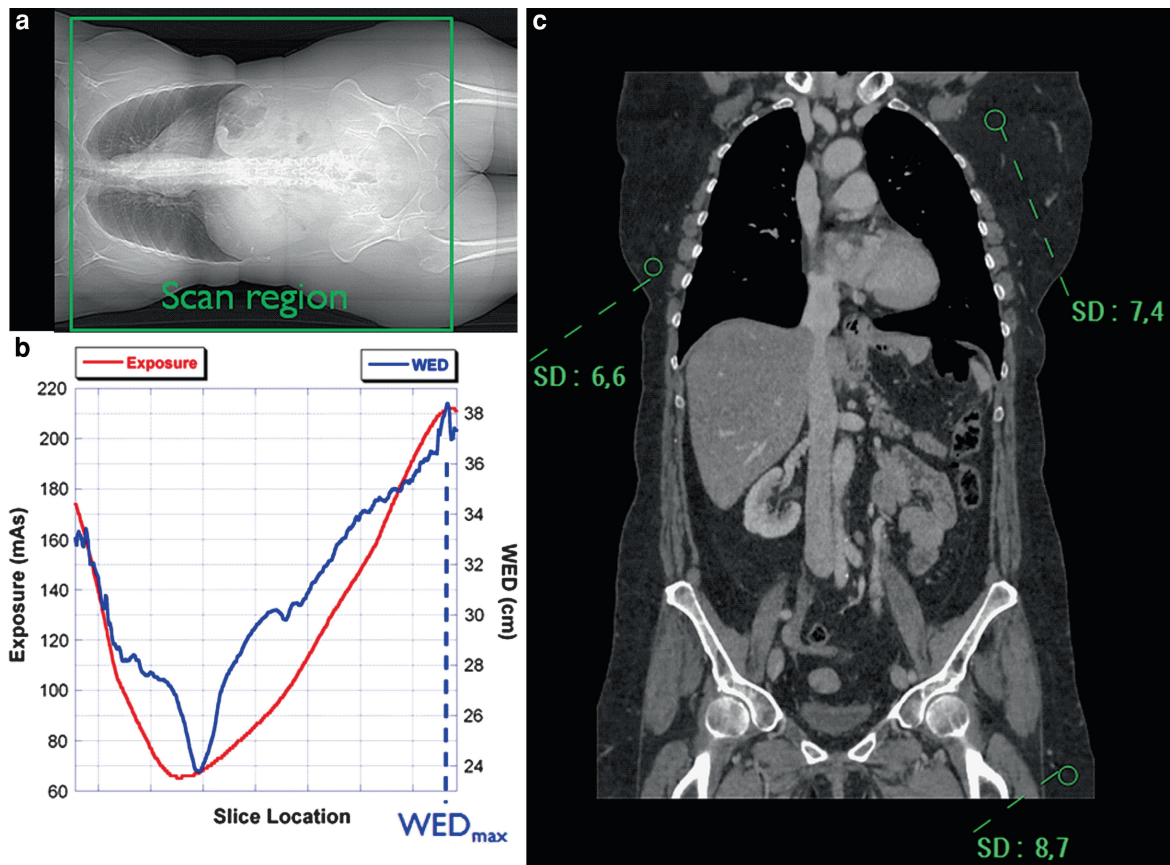 a
Scan region
b
Exposure
WED
220
200
180
160
140
120
100
80
60
Exposure (mAs)
38
36
34
32
30
28
26
24
WED (cm)
Slice Location
WEDmax
c
SD : 7,4
SD : 6,6
SD : 8,7